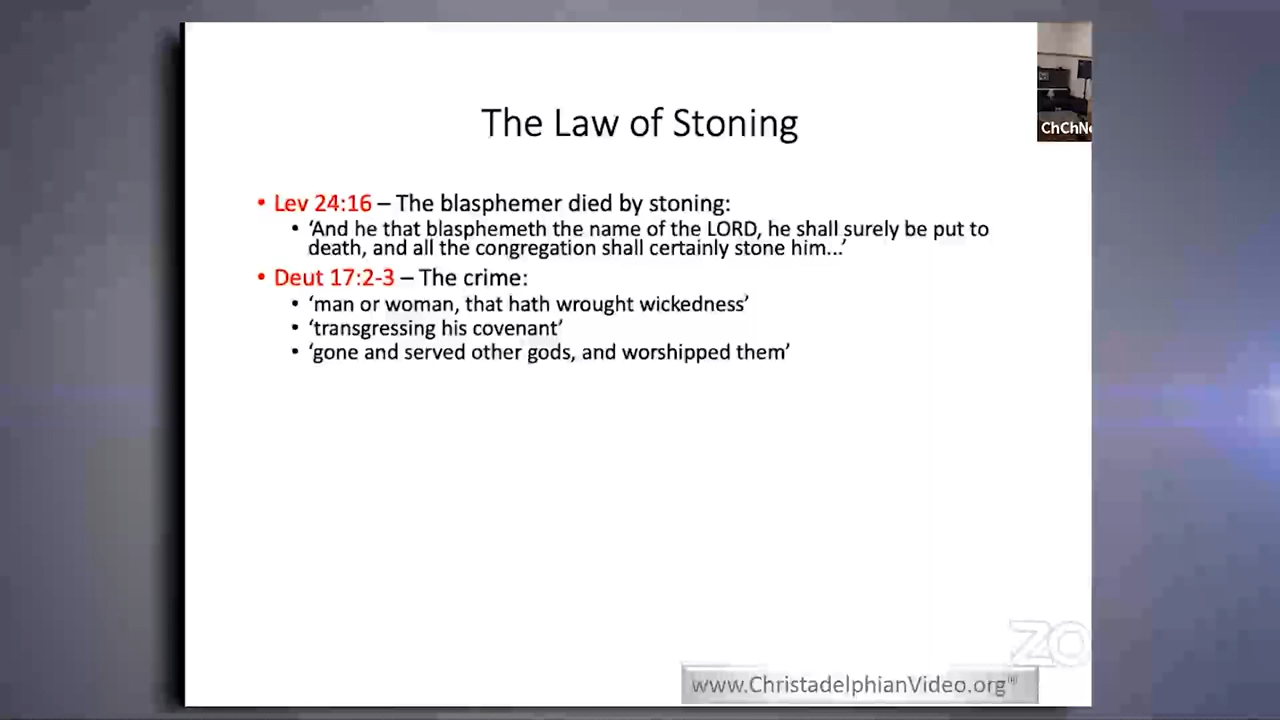 ChChNe
The Law of Stoning
• Lev 24:16 – The blasphemer died by stoning:
• ‘And he that blasphemeth the name of the LORD, he shall surely be put to
death, and all the congregation shall certainly stone him...’
• Deut 17:2-3 – The crime:
• ‘man or woman, that hath wrought wickedness’
• ‘transgressing his covenant’
• ‘gone and served other gods, and worshipped them’
ZO
www.ChristadelphianVideo.org